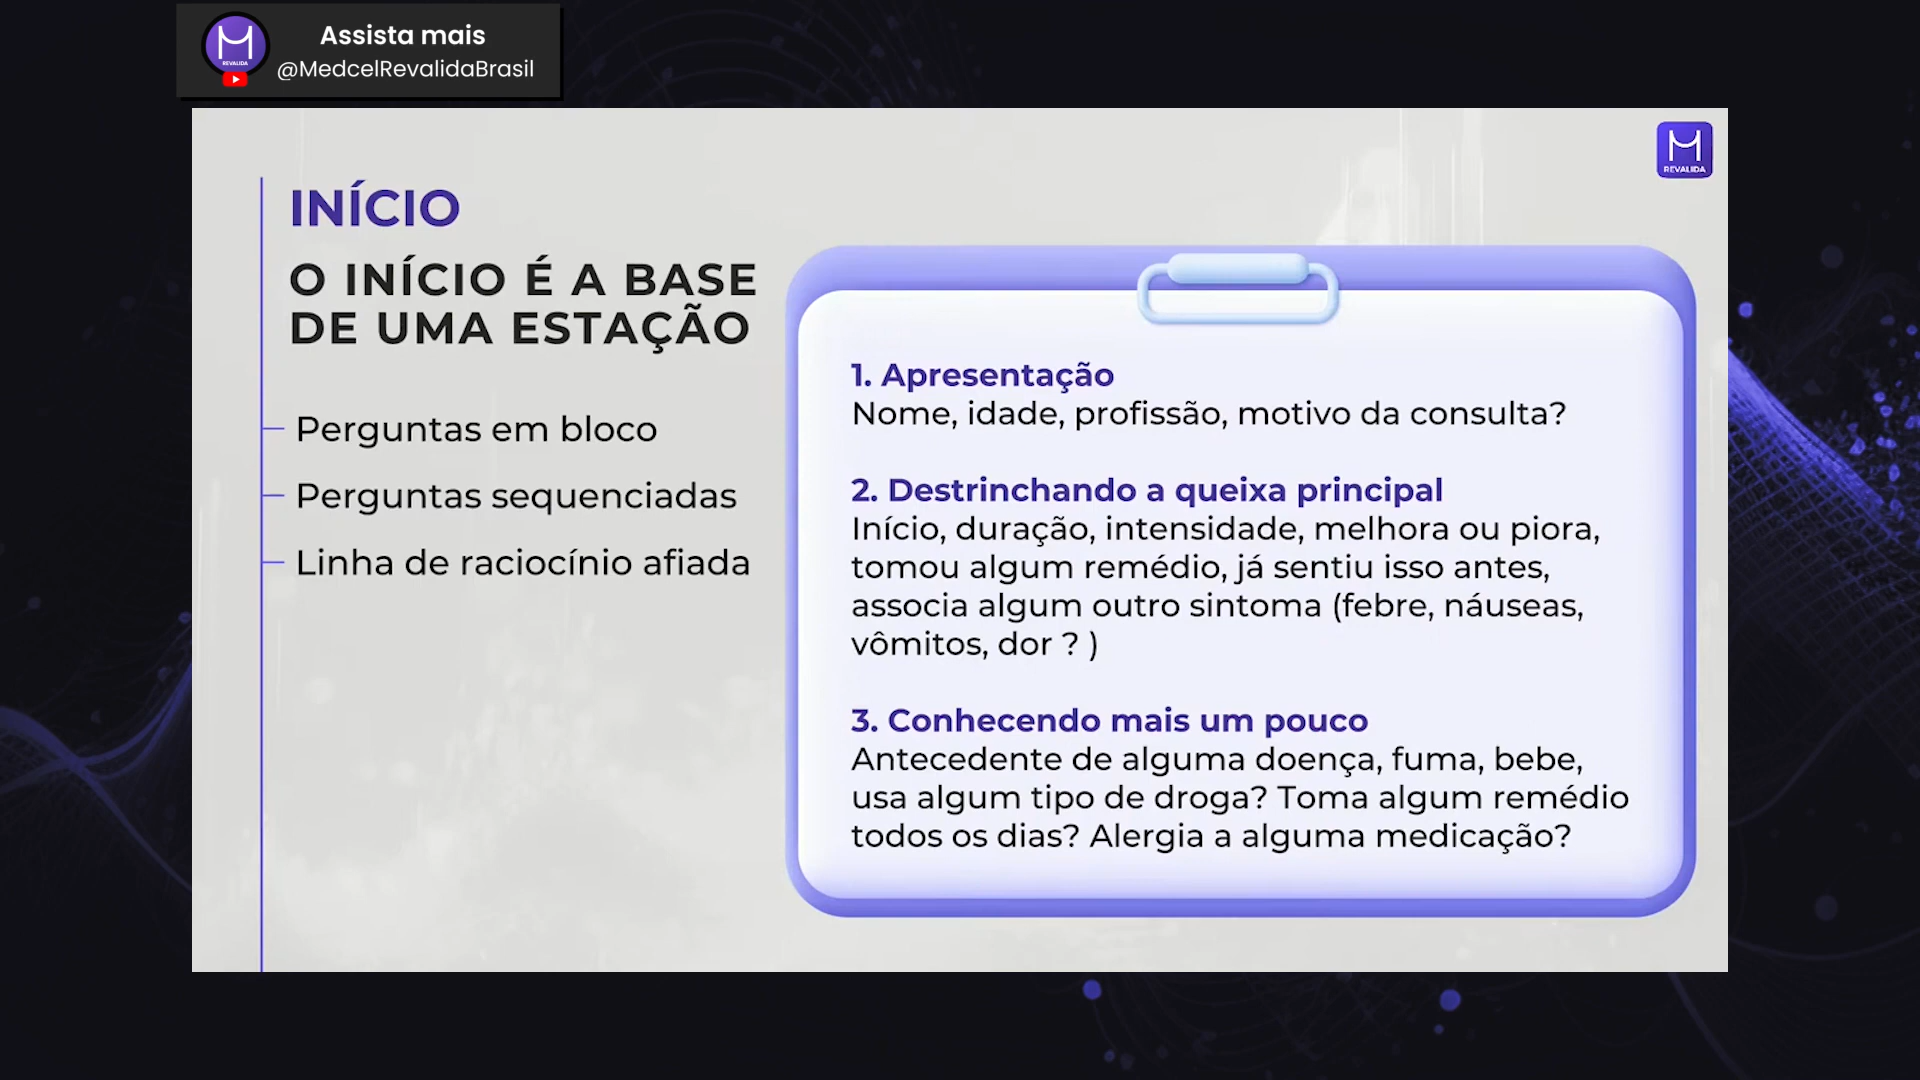 Assista mais
@MedcelRevalidaBrasil
REVALIDA
REVALIDA
INÍCIO
O INÍCIO É A BASE
DE UMA ESTAÇÃO
Perguntas em bloco
Perguntas sequenciadas
Linha de raciocínio afiada
1. Apresentação
Nome, idade, profissão, motivo da consulta?
2. Destrinchando a queixa principal
Início, duração, intensidade, melhora ou piora,
tomou algum remédio, já sentiu isso antes,
associa algum outro sintoma (febre, náuseas,
vômitos, dor ? )
3. Conhecendo mais um pouco
Antecedente de alguma doença, fuma, bebe,
usa algum tipo de droga? Toma algum remédio
todos os dias? Alergia a alguma medicação?